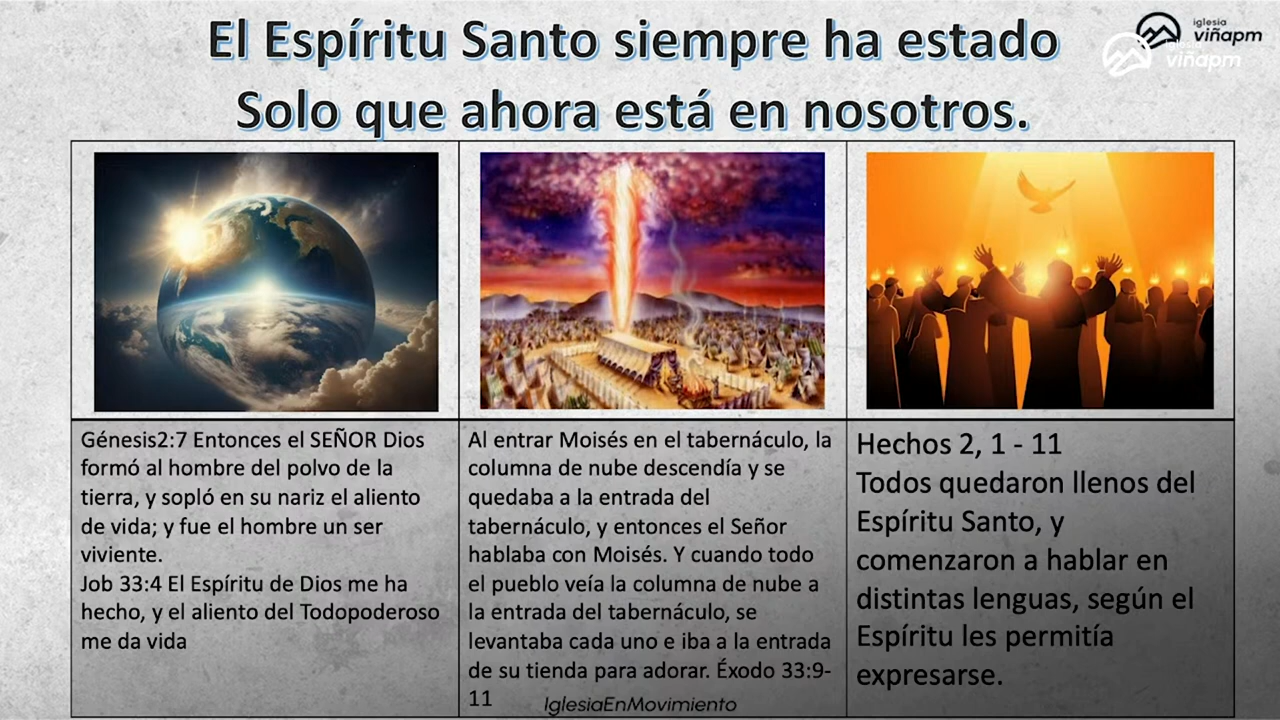 El Espíritu Santo siempre ha estado
Solo que ahora está en nosotros.
iglesia
viñapm
iglesia
viñapm
Génesis2:7 Entonces el SEÑOR Dios
formó al hombre del polvo de la
tierra, y sopló en su nariz el aliento
de vida; y fue el hombre un ser
viviente.
Job 33:4 El Espíritu de Dios me ha
hecho, y el aliento del Todopoderoso
me da vida
Al entrar Moisés en el tabernáculo, la
columna de nube descendía y se
quedaba a la entrada del
tabernáculo, y entonces el Señor
hablaba con Moisés. Y cuando todo
el pueblo veía la columna de nube a
la entrada del tabernáculo, se
levantaba cada uno e iba a la entrada
de su tienda para adorar. Éxodo 33:9-
11
Hechos 2, 1 - 11
Todos quedaron llenos del
Espíritu Santo, y
comenzaron a hablar en
distintas lenguas, según el
Espíritu les permitía
expresarse.
IglesiaEnMovimiento